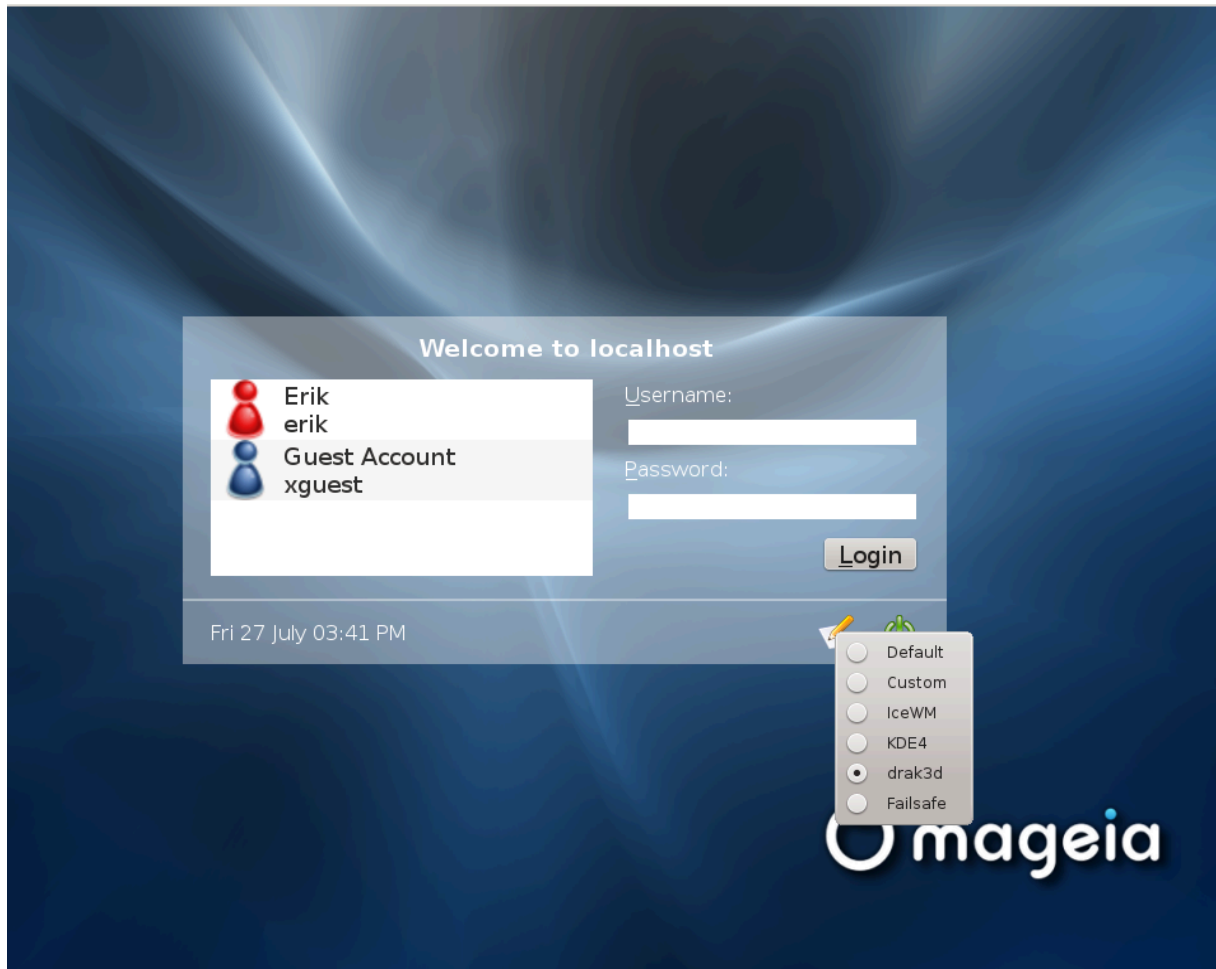 Welcome to localhost
Erik
erik
Guest Account
xguest
Username:
Password:
Login
Fri 27 July 03:41 PM
Default
Custom
IceWM
KDE4
drak3d
Failsafe
mageia